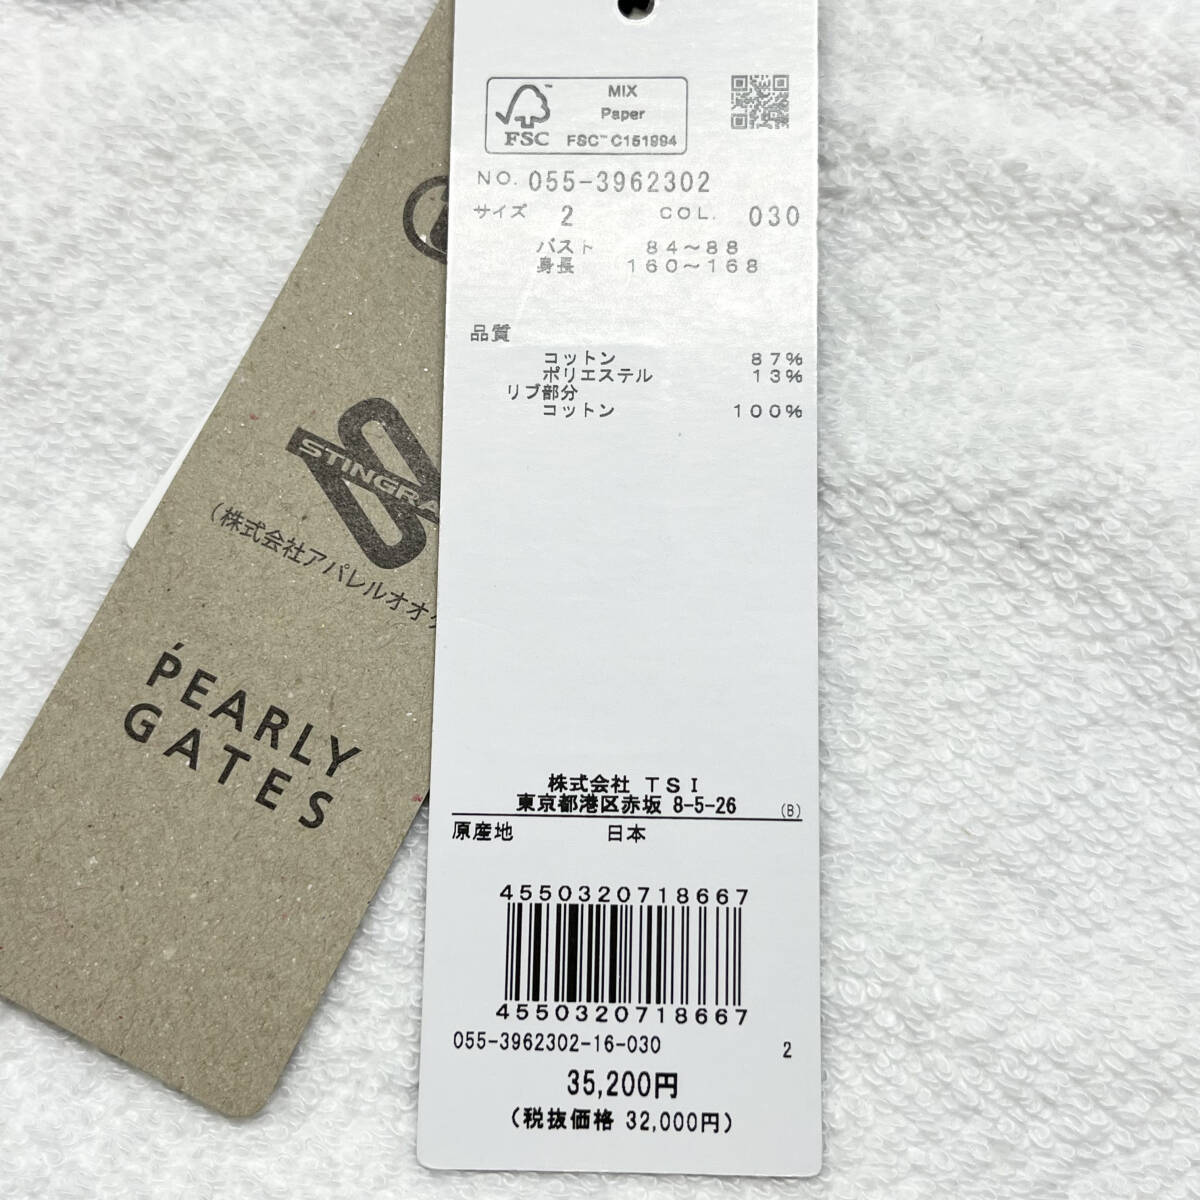 MIX
Paper
FSC™ C151994
FSC™
NO. 055-3962302
サイズ 2 COL. 030
バスト 84～88
身長 160～168
品質
コットン 87%
ポリエステル 13%
リブ部分
コットン 100%
株式会社 TSI
東京都港区赤坂 8-5-26 (B)
原産地 日本
4550320718667
4550320718667
055-3962302-16-030 2
35,200円
(税抜価格 32,000円)
STINGRA
(株式会社アパレルオオケ
PEARLY
GATES